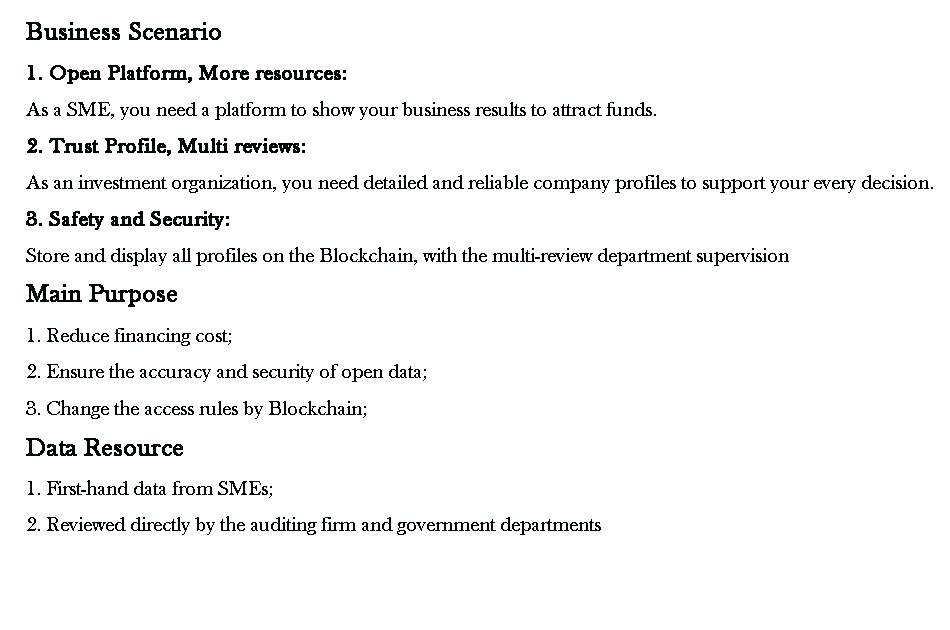 Business Scenario
1. Open Platform, More resources:
As a SME, you need a platform to show your business results to attract funds.
2. Trust Profile, Multi reviews:
As an investment organization, you need detailed and reliable company profiles to support your every decision.
3. Safety and Security:
Store and display all profiles on the Blockchain, with the multi-review department supervision
Main Purpose
1. Reduce financing cost;
2. Ensure the accuracy and security of open data;
3. Change the access rules by Blockchain;
Data Resource
1. First-hand data from SMEs;
2. Reviewed directly by the auditing firm and government departments